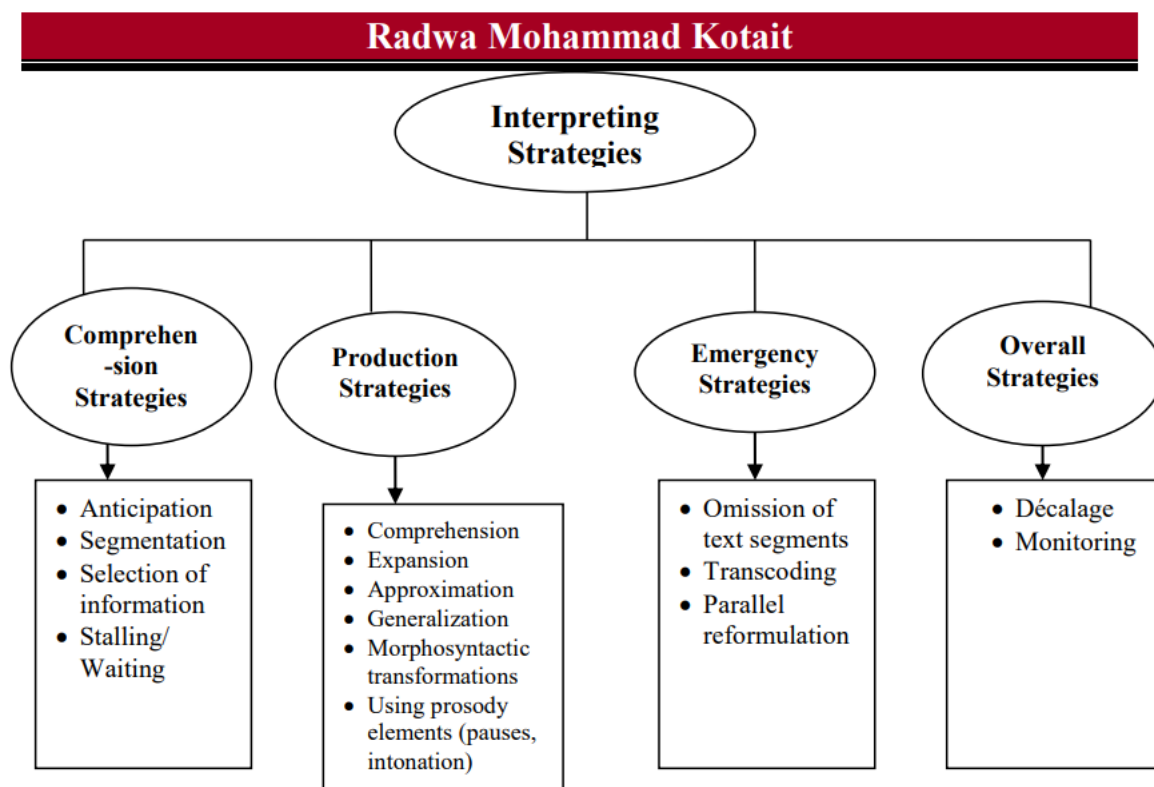 Radwa Mohammad Kotait
Interpreting
Strategies
Comprehen
-sion
Strategies
Production
Strategies
Emergency
Strategies
Overall
Strategies
• Anticipation
• Segmentation
• Selection of
information
• Stalling/
Waiting
• Comprehension
• Expansion
• Approximation
• Generalization
• Morphosyntactic
transformations
• Using prosody
elements (pauses,
intonation)
• Omission of
text segments
• Transcoding
• Parallel
reformulation
• Décalage
• Monitoring